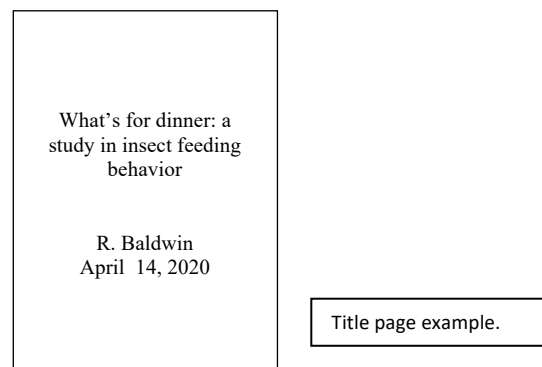 What’s for dinner: a
study in insect feeding
behavior
R. Baldwin
April  14, 2020
Title page example.